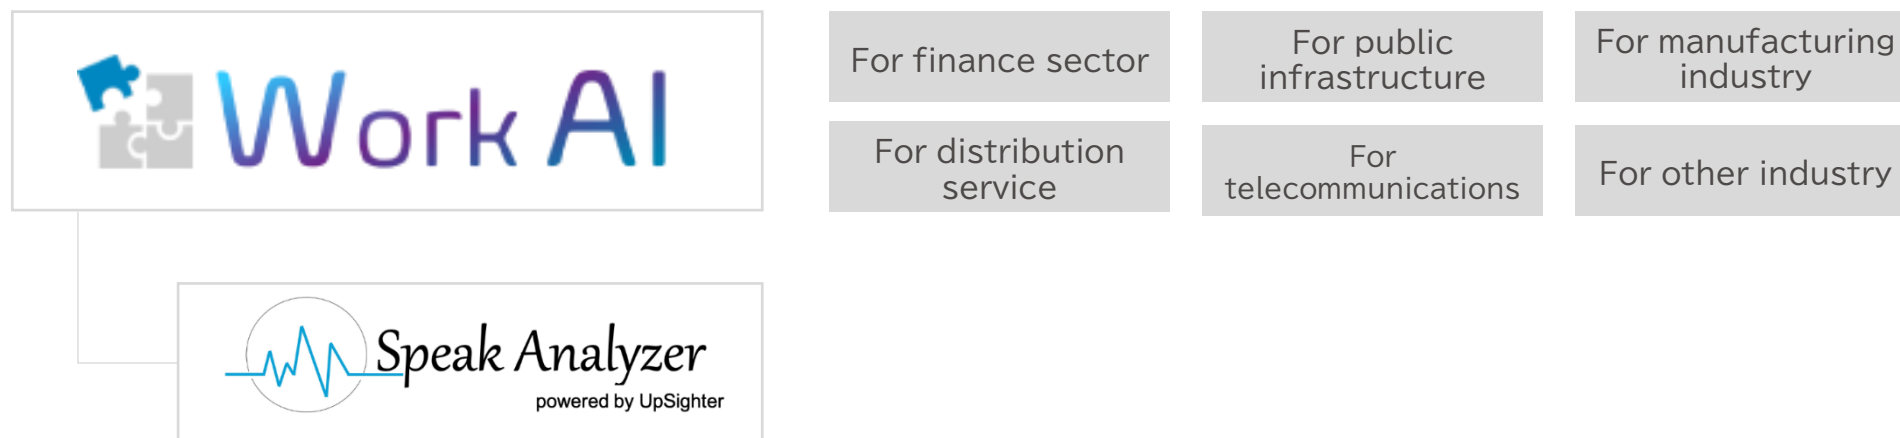 Work AI
For finance sector
For public
infrastructure
For manufacturing
industry
For distribution
service
For
telecommunications
For other industry
Speak Analyzer
powered by UpSighter